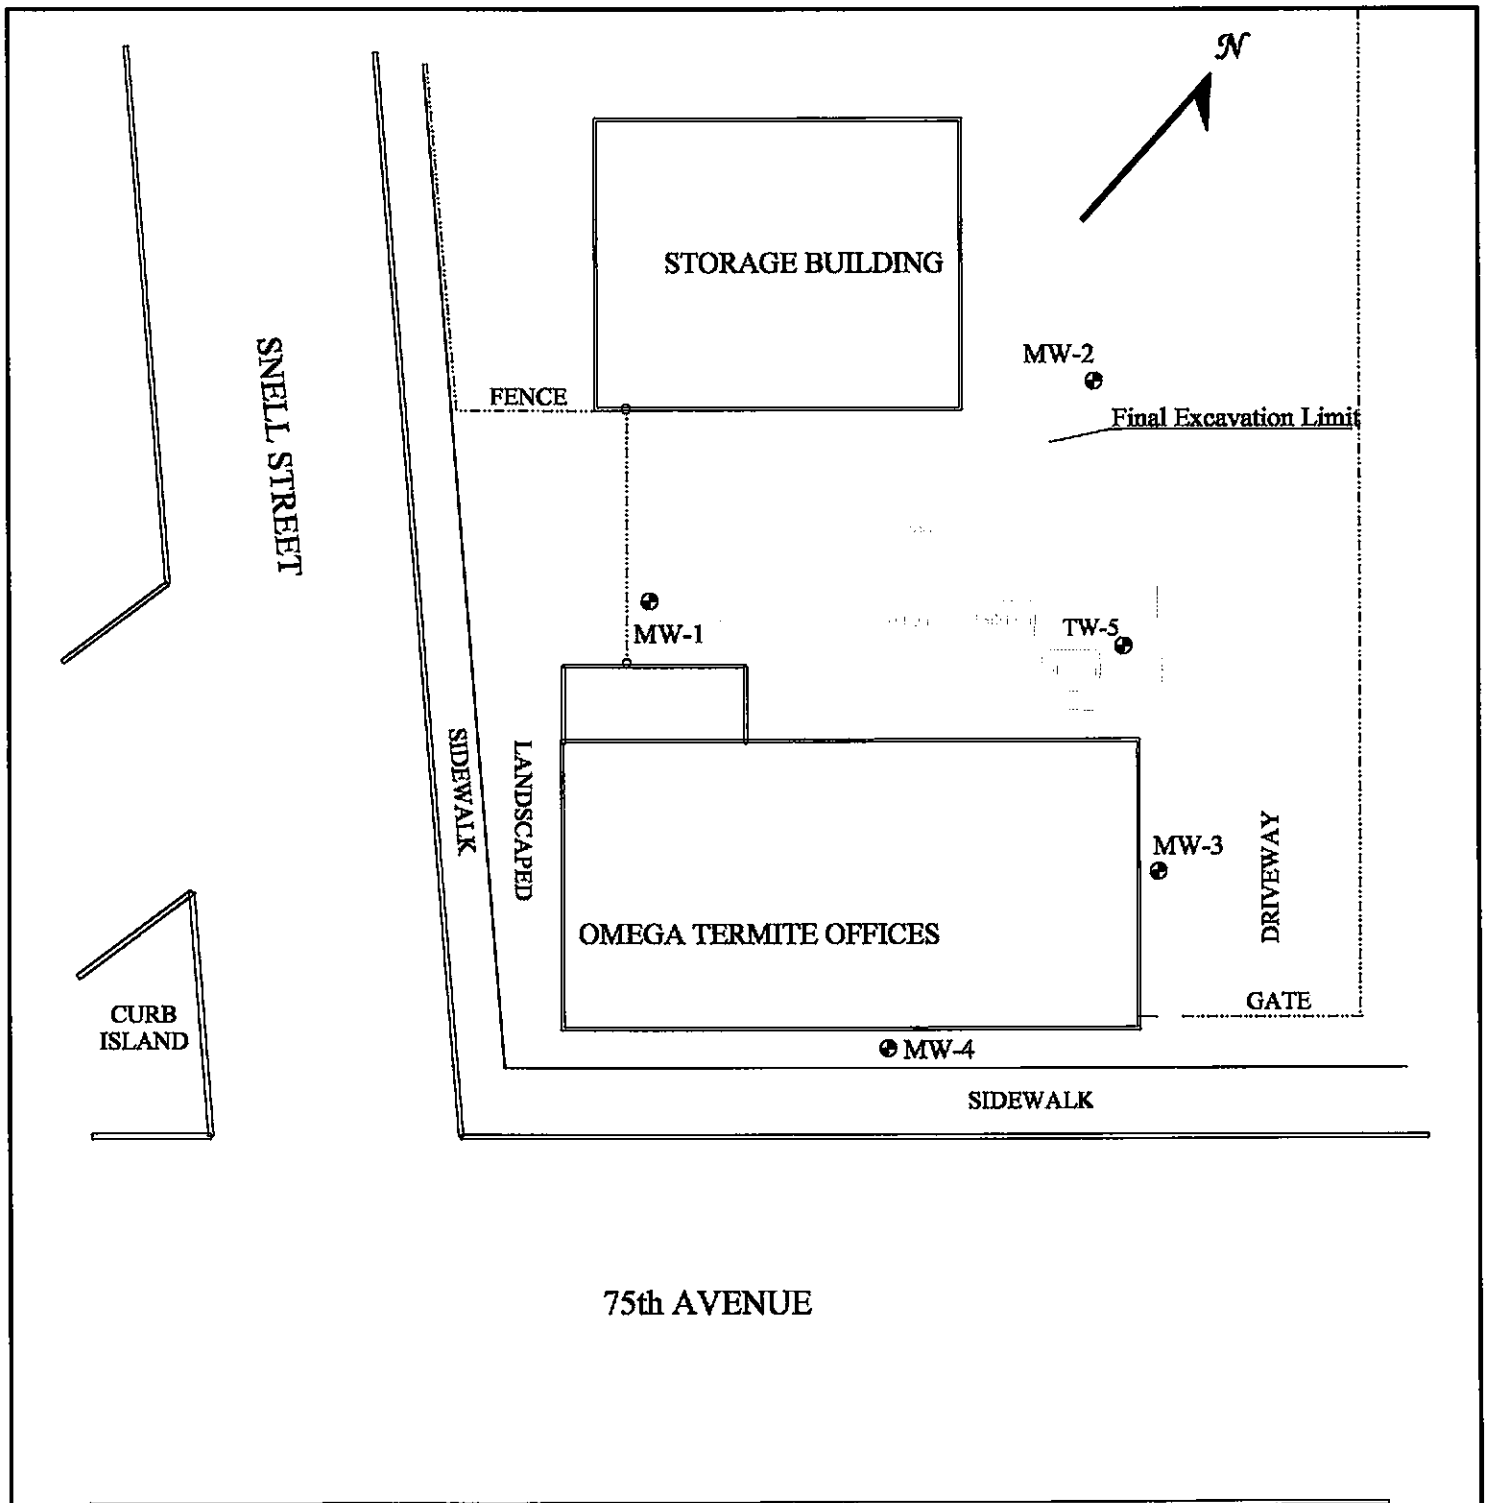 N
STORAGE BUILDING
SNELL STREET
MW-2
FENCE
Final Excavation Limit
MW-1
TW-5
SIDEWALK
LANDSCAPED
MW-3
DRIVEWAY
OMEGA TERMITE OFFICES
GATE
CURB
ISLAND
MW-4
SIDEWALK
75th AVENUE